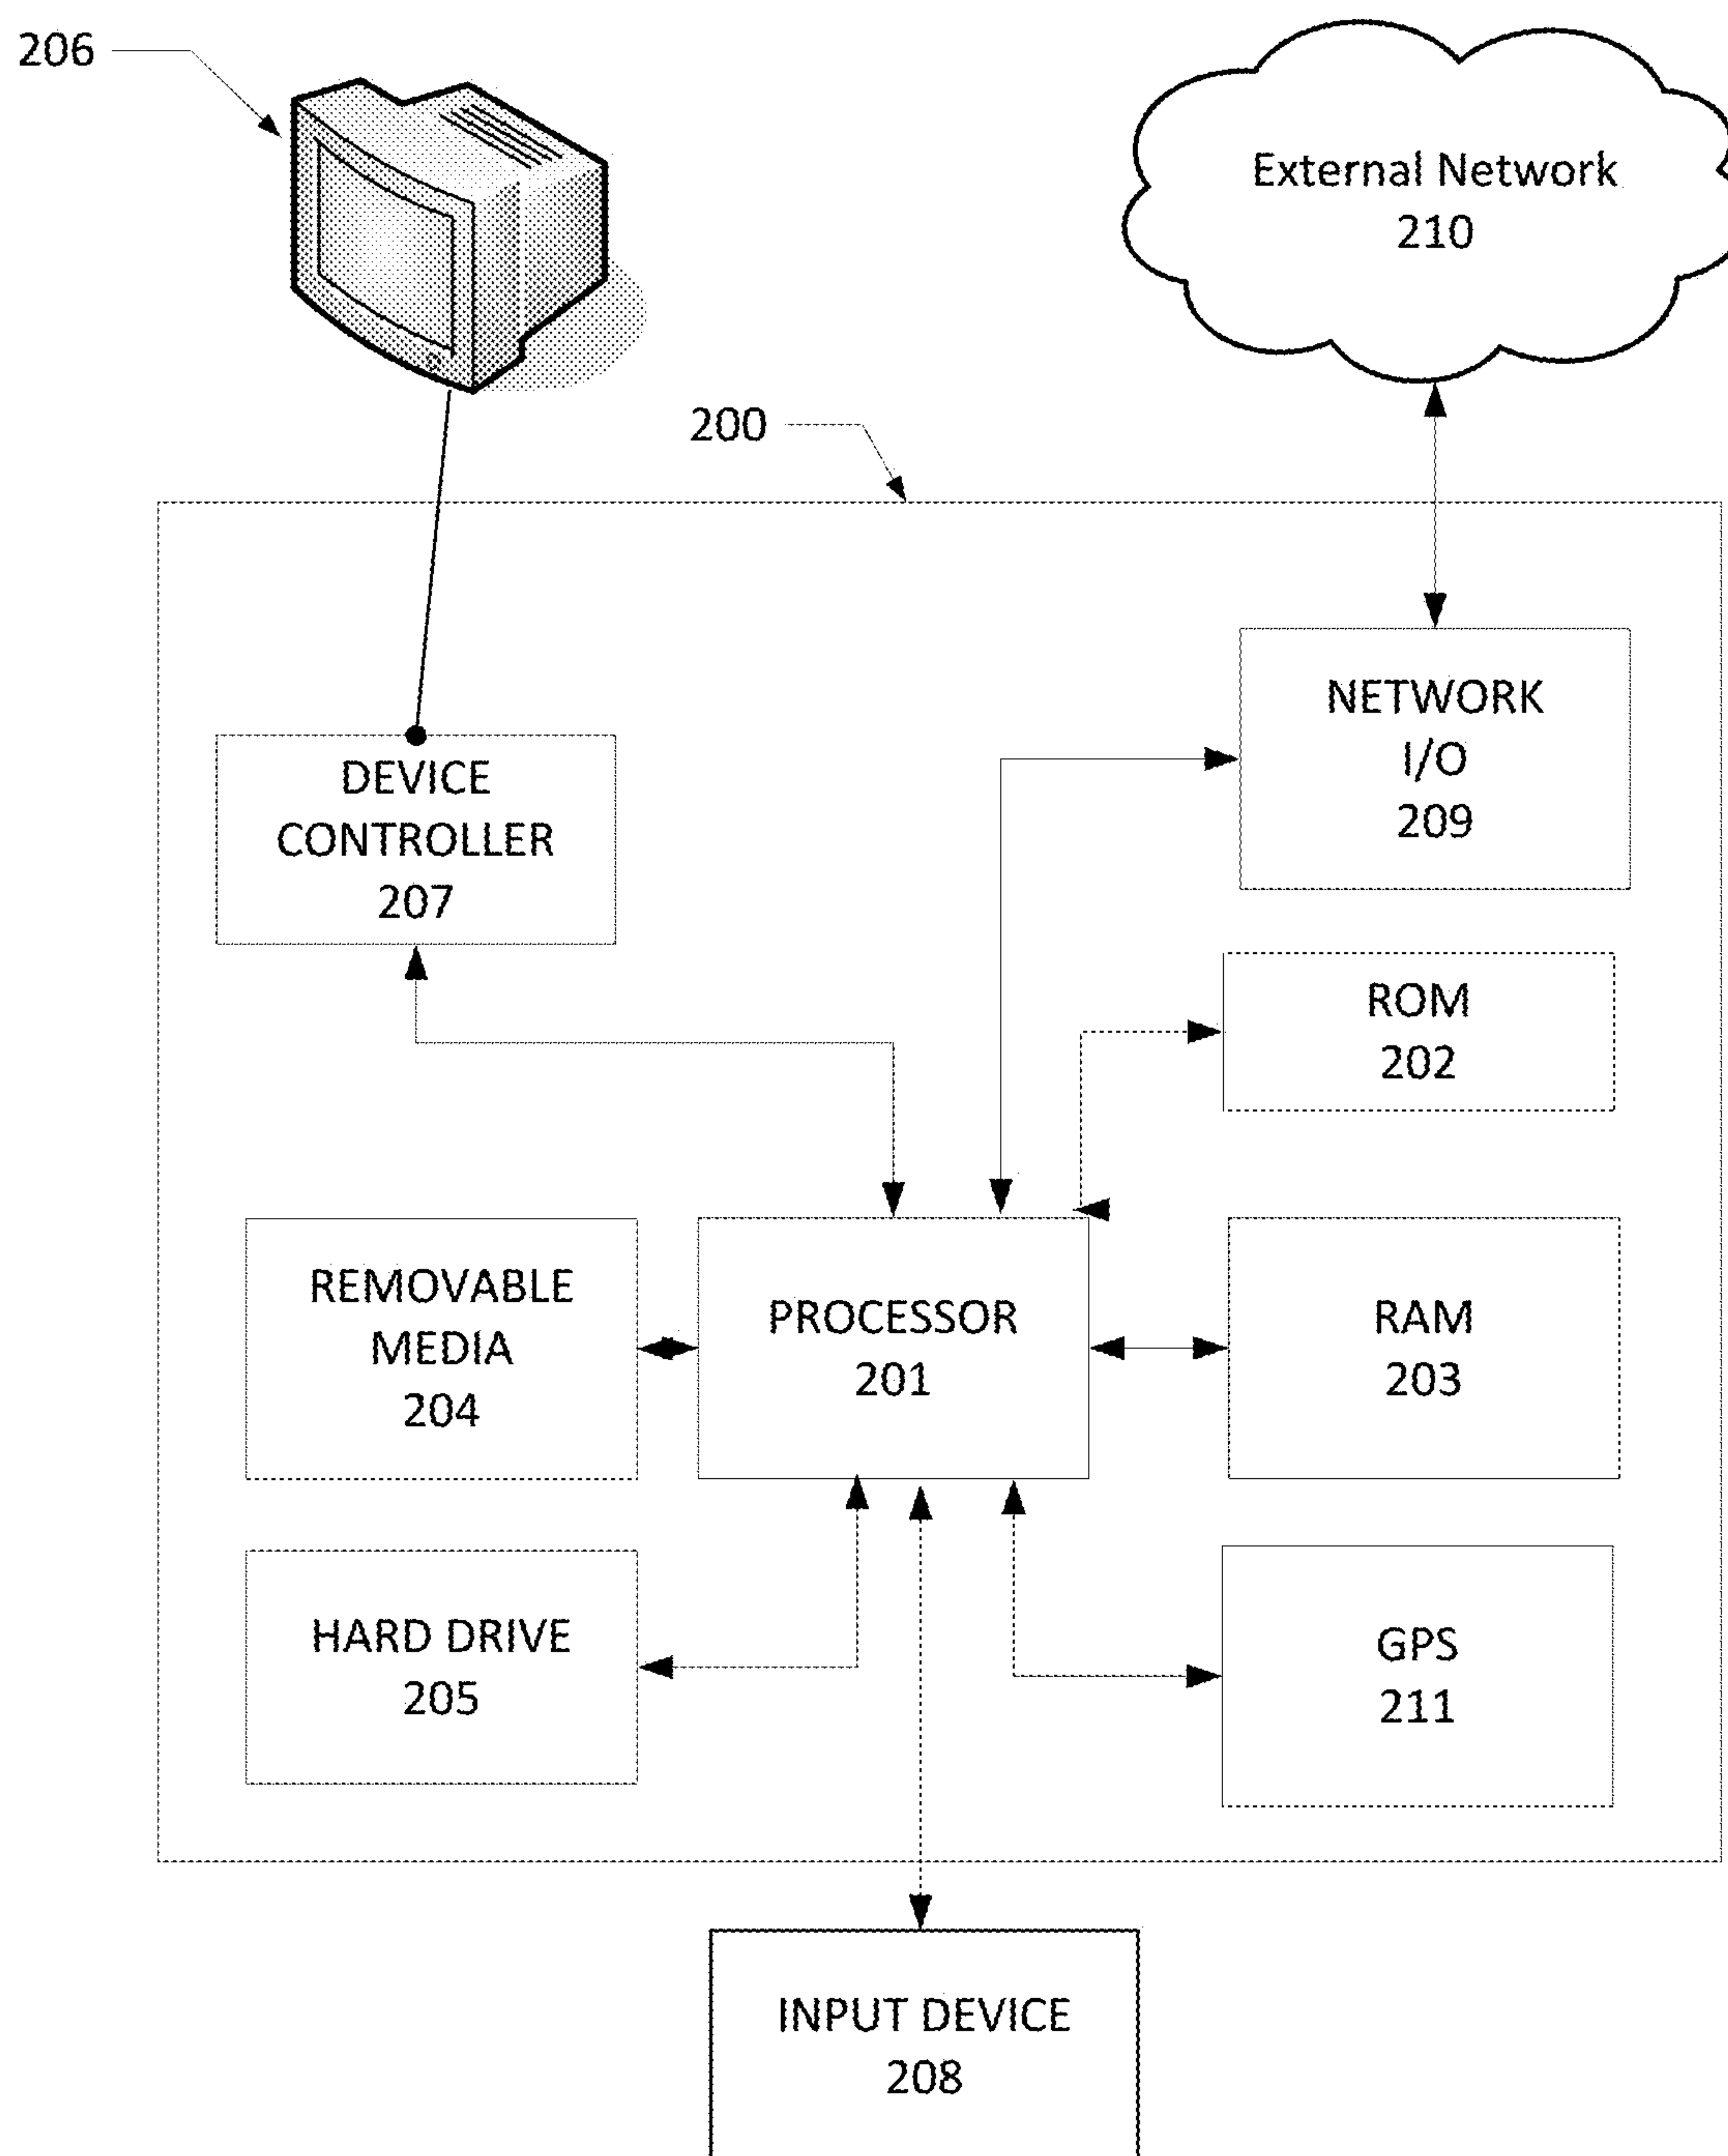 206
External Network
210
200
NETWORK
I/O
209
DEVICE
CONTROLLER
207
ROM
202
REMOVABLE
MEDIA
204
PROCESSOR
201
RAM
203
HARD DRIVE
205
GPS
211
INPUT DEVICE
208